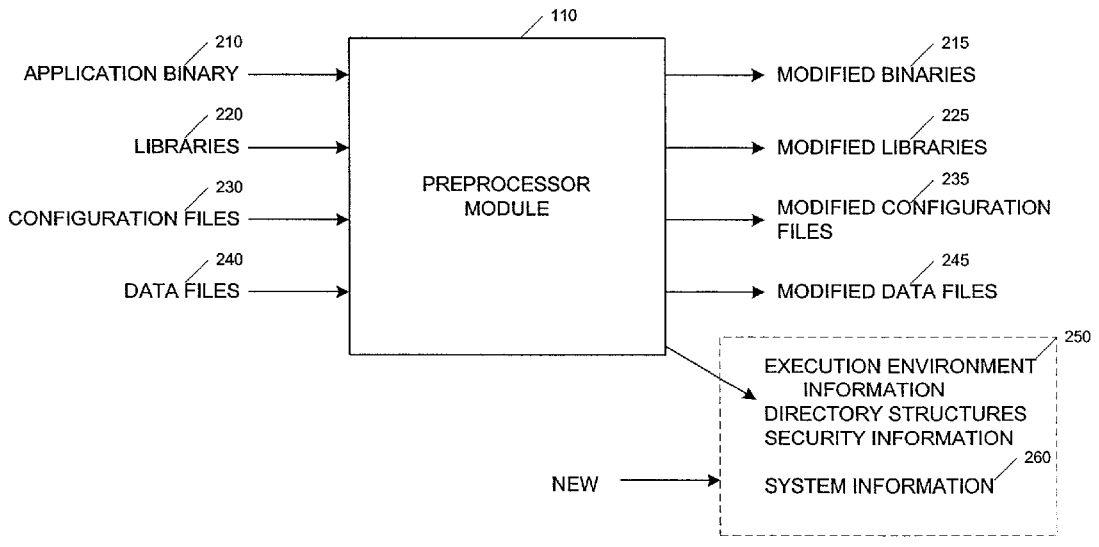 110
210
APPLICATION BINARY
220
LIBRARIES
230
CONFIGURATION FILES
240
DATA FILES
PREPROCESSOR
MODULE
215
MODIFIED BINARIES
225
MODIFIED LIBRARIES
235
MODIFIED CONFIGURATION
FILES
245
MODIFIED DATA FILES
250
EXECUTION ENVIRONMENT
INFORMATION
DIRECTORY STRUCTURES
SECURITY INFORMATION
260
NEW
SYSTEM INFORMATION